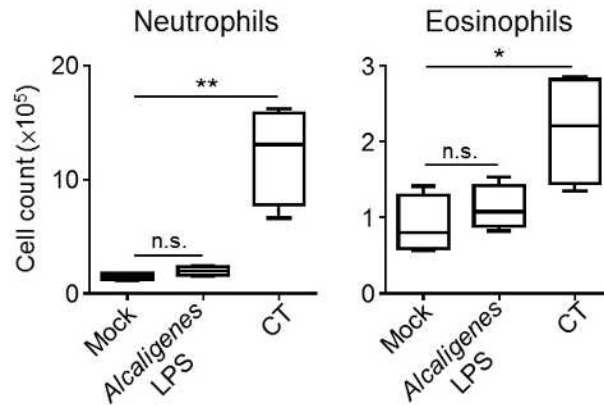 Neutrophils
Cell count (×10⁵)
20
10
0
**
n.s.
Mock
Alcaligenes
LPS
CT
Eosinophils
3
2
1
0
*
n.s.
Mock
Alcaligenes
LPS
CT